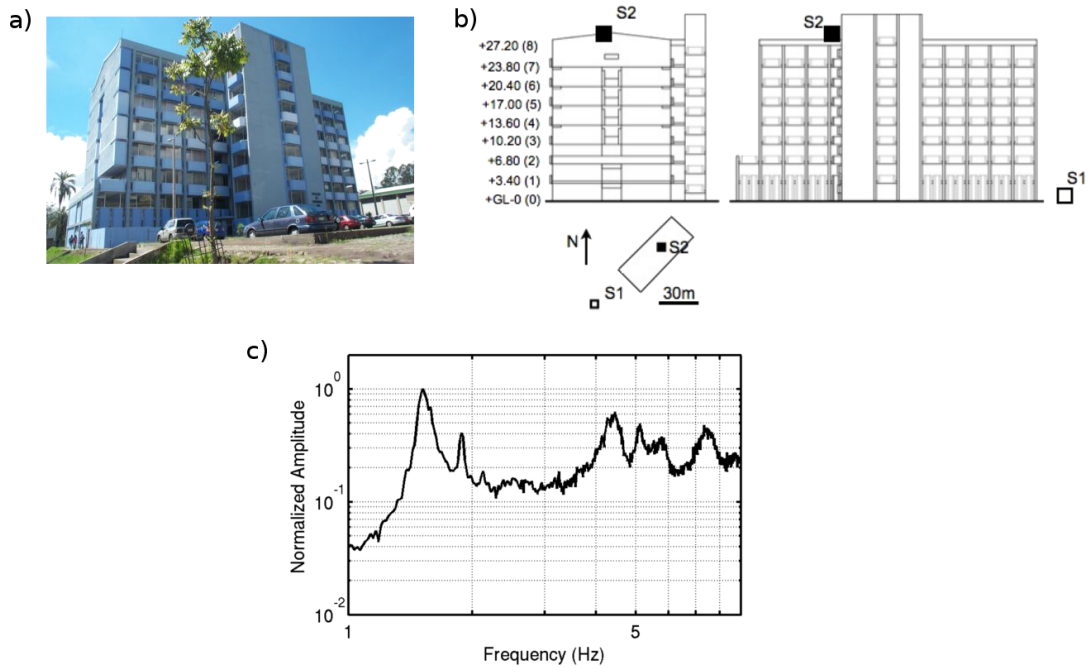 a)
b)
S2
+27.20 (8)
+23.80 (7)
+20.40 (6)
+17.00 (5)
+13.60 (4)
+10.20 (3)
+6.80 (2)
+3.40 (1)
+GL-0 (0)
S2
S1
N
S2
S1
30m
c)
10^0
10^-1
10^-2
Normalized Amplitude
1
5
Frequency (Hz)